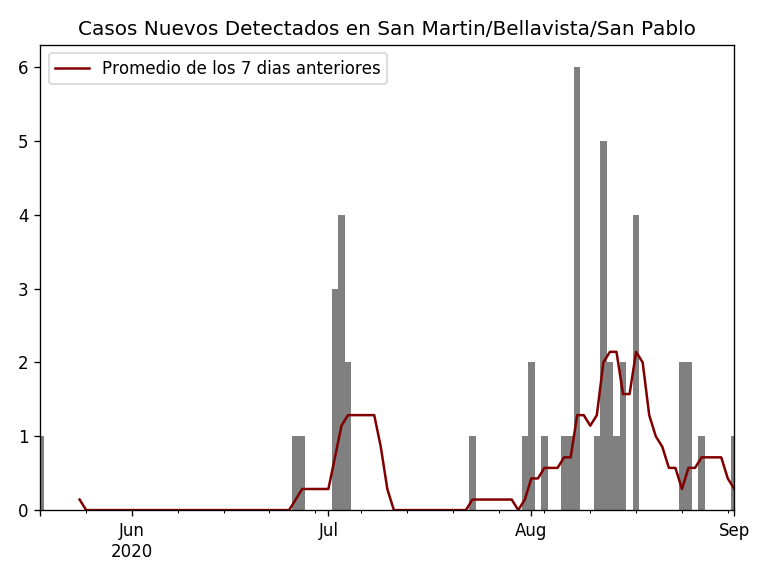 Casos Nuevos Detectados en San Martin/Bellavista/San Pablo
Promedio de los 7 dias anteriores
6
5
4
3
2
1
0
Jun
2020
Jul
Aug
Sep